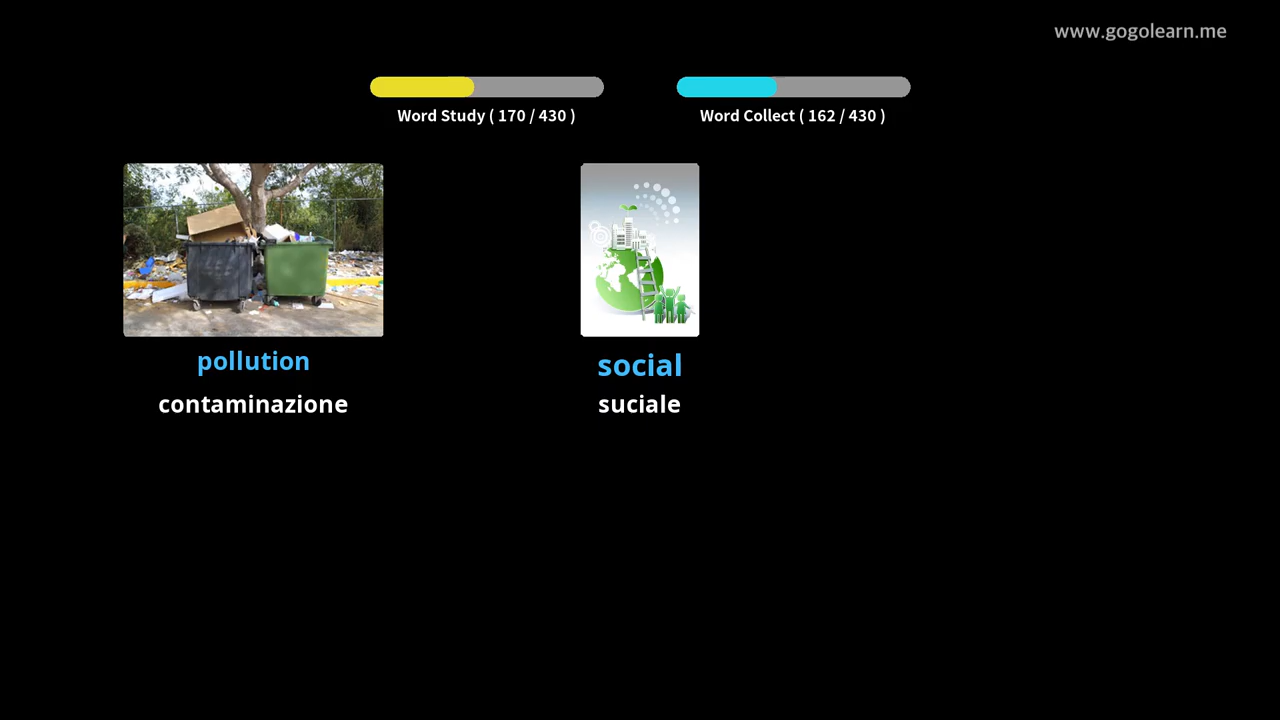 www.gogolearn.me
Word Study ( 170 / 430 )
Word Collect ( 162 / 430 )
pollution
contaminazione
social
suciale